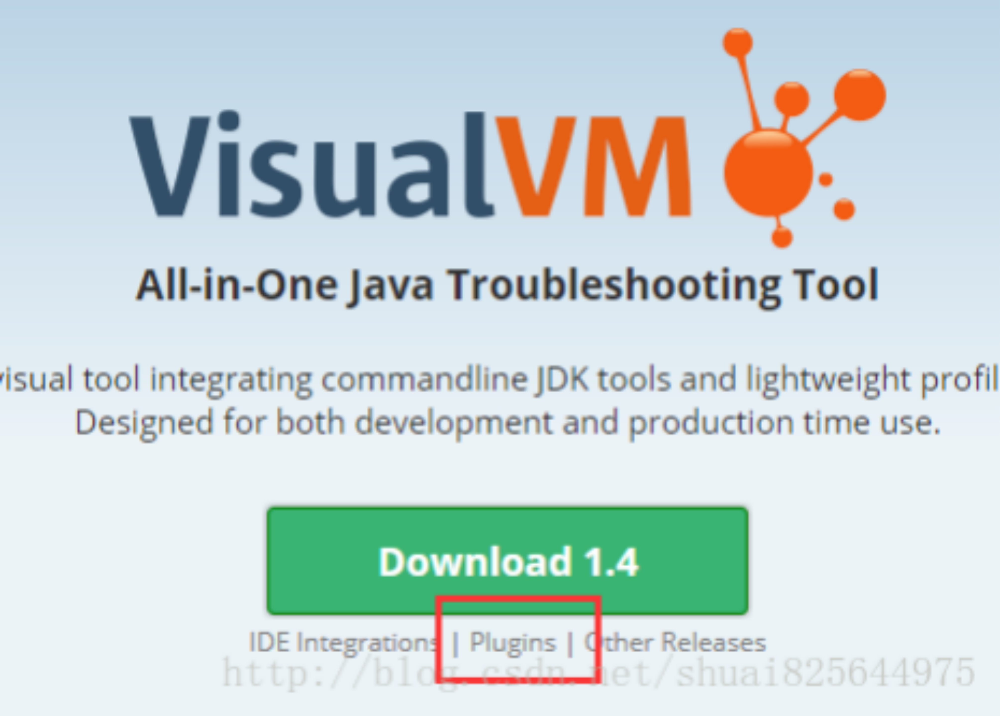 VisualVM
All-in-One Java Troubleshooting Tool
visual tool integrating commandline JDK tools and lightweight profil
Designed for both development and production time use.
Download 1.4
IDE Integrations | Plugins | Other Releases
http://blog.csdn.net/shuai825644975